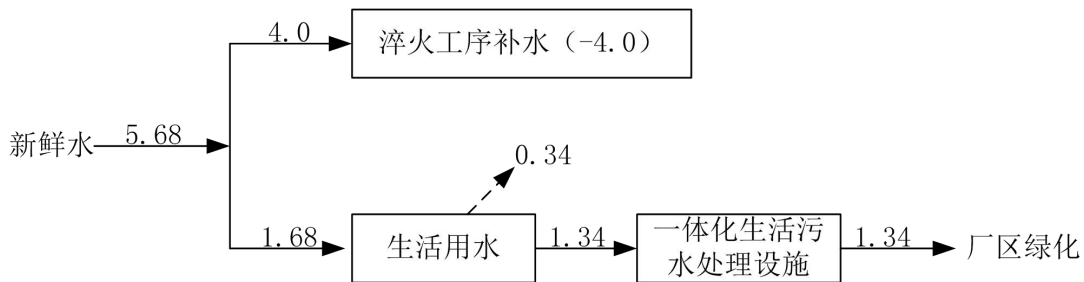 4.0
淬火工序补水（-4.0）
新鲜水
5.68
0.34
1.68
生活用水
1.34
一体化生活污
水处理设施
1.34
厂区绿化